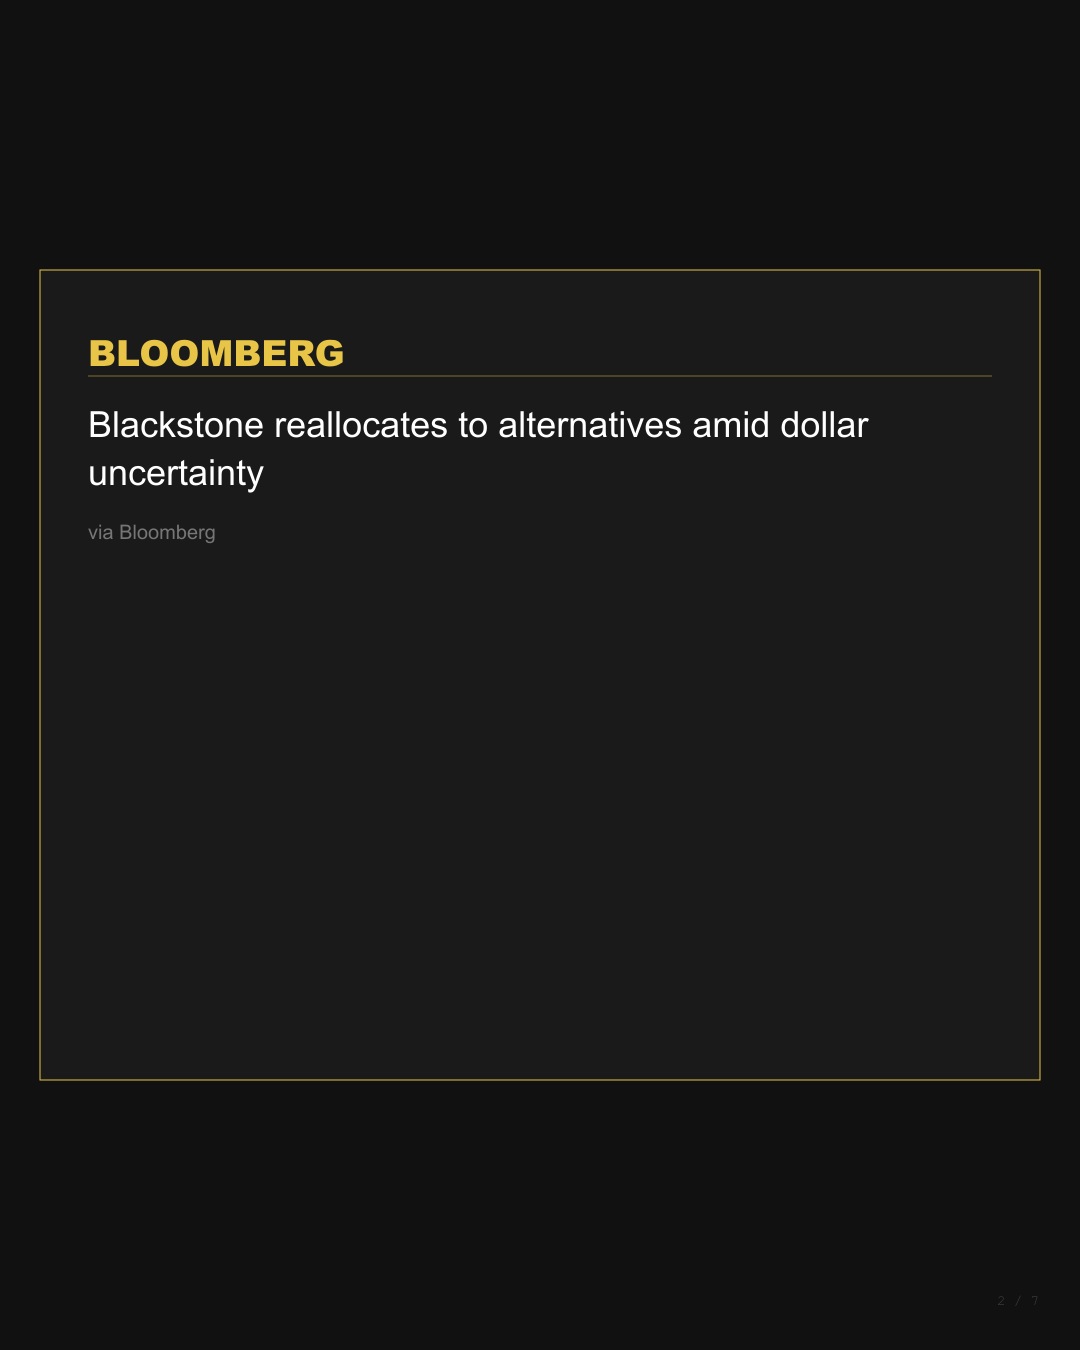 BLOOMBERG
Blackstone reallocates to alternatives amid dollar
uncertainty
via Bloomberg
2 / 7